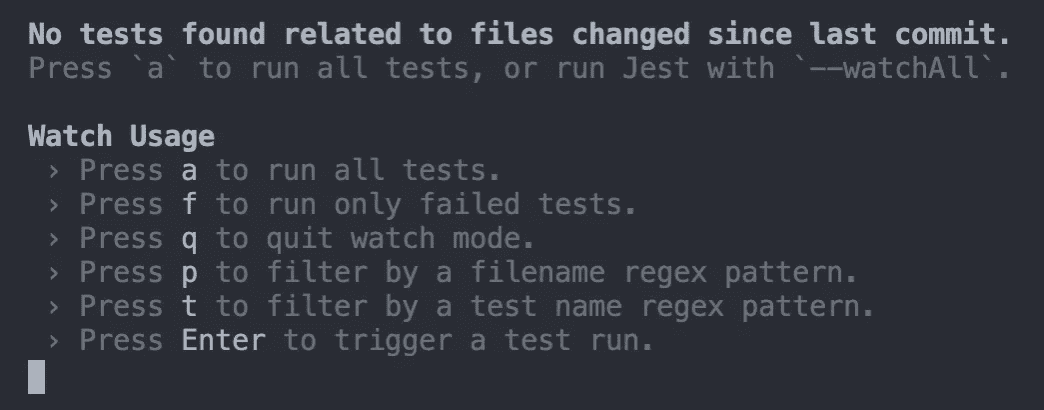 No tests found related to files changed since last commit.
Press `a` to run all tests, or run Jest with `--watchAll`.
Watch Usage
› Press a to run all tests.
› Press f to run only failed tests.
› Press q to quit watch mode.
› Press p to filter by a filename regex pattern.
› Press t to filter by a test name regex pattern.
› Press Enter to trigger a test run.